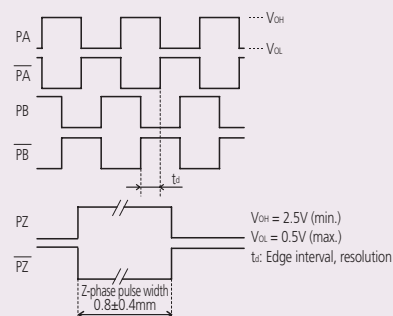 PA
VOH
VOL
PA
PB
PB
td
PZ
VOH = 2.5V (min.)
VOL = 0.5V (max.)
td: Edge interval, resolution
PZ
Z-phase pulse width
0.8±0.4mm